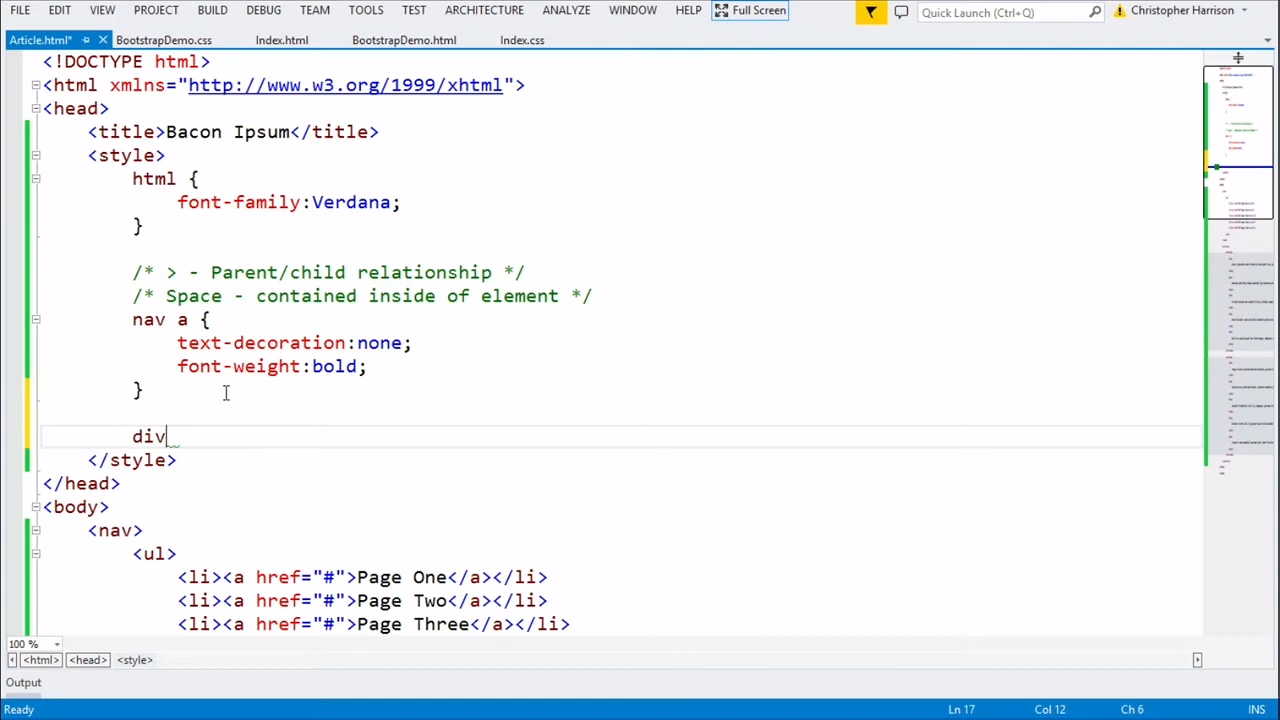 FILE EDIT VIEW PROJECT BUILD DEBUG TEAM TOOLS TEST ARCHITECTURE ANALYZE WINDOW HELP Full Screen Quick Launch (Ctrl+Q) Christopher Harrison
Article.html* BootstrapDemo.css Index.html BootstrapDemo.html Index.css
<!DOCTYPE html>
<html xmlns="http://www.w3.org/1999/xhtml">
<head>
<title>Bacon Ipsum</title>
<style>
html {
font-family:Verdana;
}
/* > - Parent/child relationship */
/* Space - contained inside of element */
nav a {
text-decoration:none;
font-weight:bold;
}
div
</style>
</head>
<body>
<nav>
<ul>
<li><a href="#">Page One</a></li>
<li><a href="#">Page Two</a></li>
<li><a href="#">Page Three</a></li>
100 %
<html> <head> <style>
Output
Ready Ln 17 Col 12 Ch 6 INS